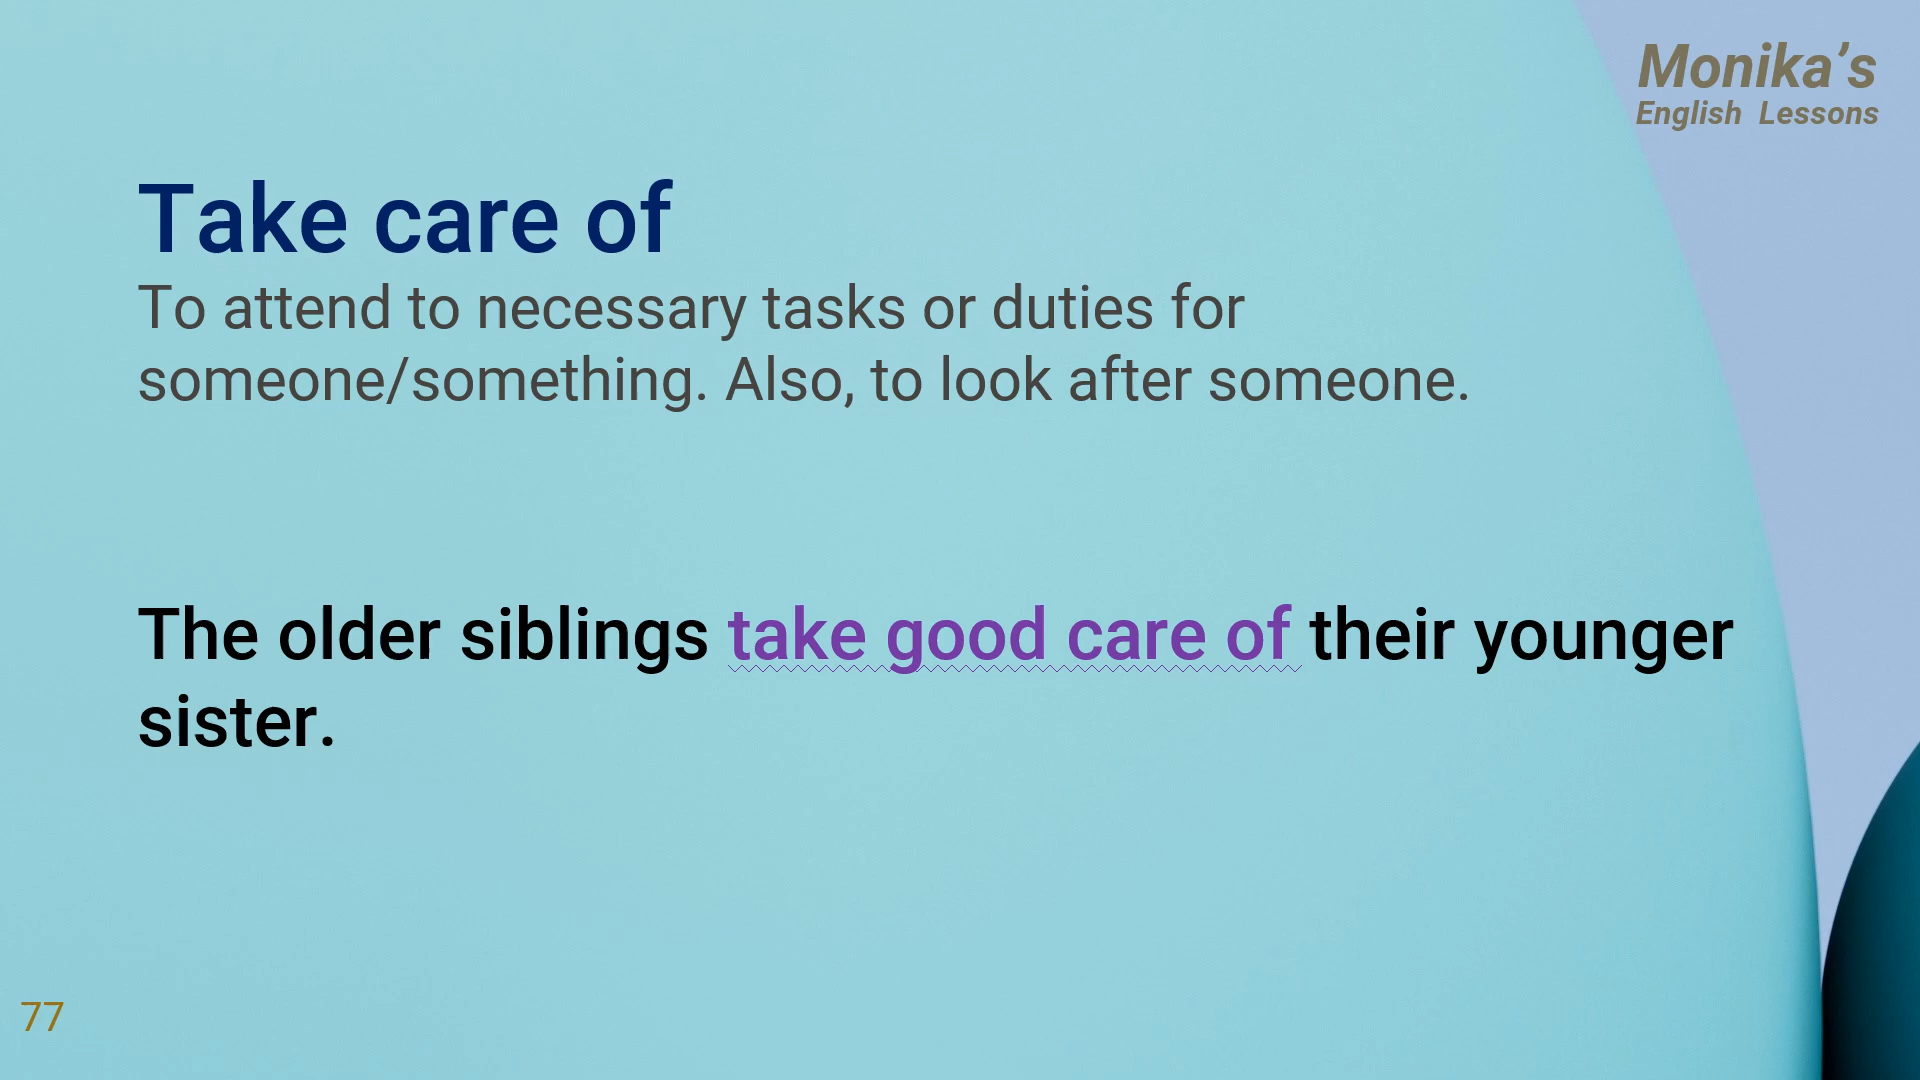 Monika’s
English Lessons
Take care of
To attend to necessary tasks or duties for
someone/something. Also, to look after someone.
The older siblings take good care of their younger
sister.
77